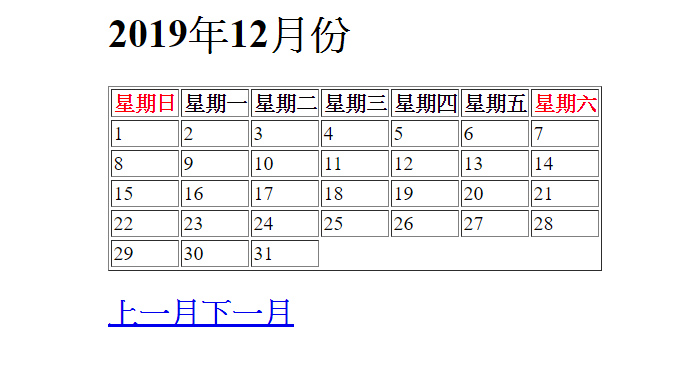 2019年12月份
星期日 星期一 星期二 星期三 星期四 星期五 星期六
1 2 3 4 5 6 7
8 9 10 11 12 13 14
15 16 17 18 19 20 21
22 23 24 25 26 27 28
29 30 31
上一月下一月